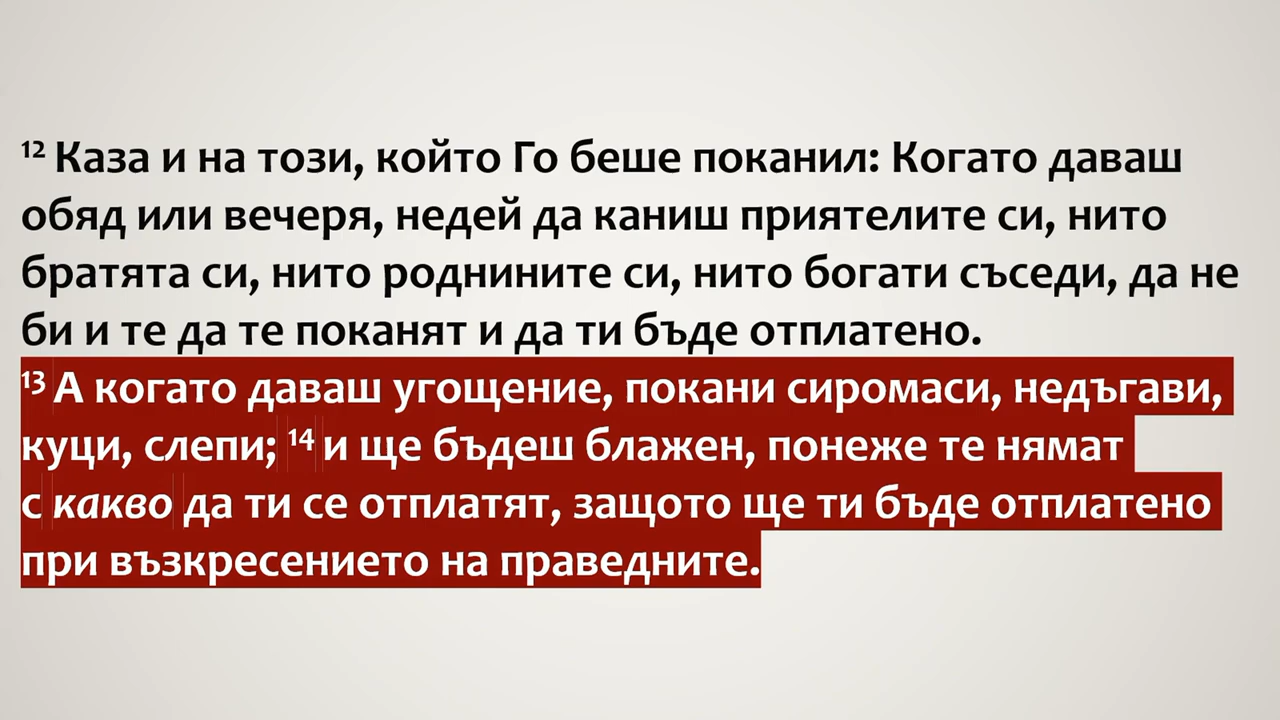 12 Каза и на този, който Го беше поканил: Когато даваш
обяд или вечеря, недей да каниш приятелите си, нито
братята си, нито роднините си, нито богати съседи, да не
би и те да те поканят и да ти бъде отплатено.
13 А когато даваш угощение, покани сиромаси, недъгави,
куци, слепи; 14 и ще бъдеш блажен, понеже те нямат
с какво да ти се отплатят, защото ще ти бъде отплатено
при възкресението на праведните.